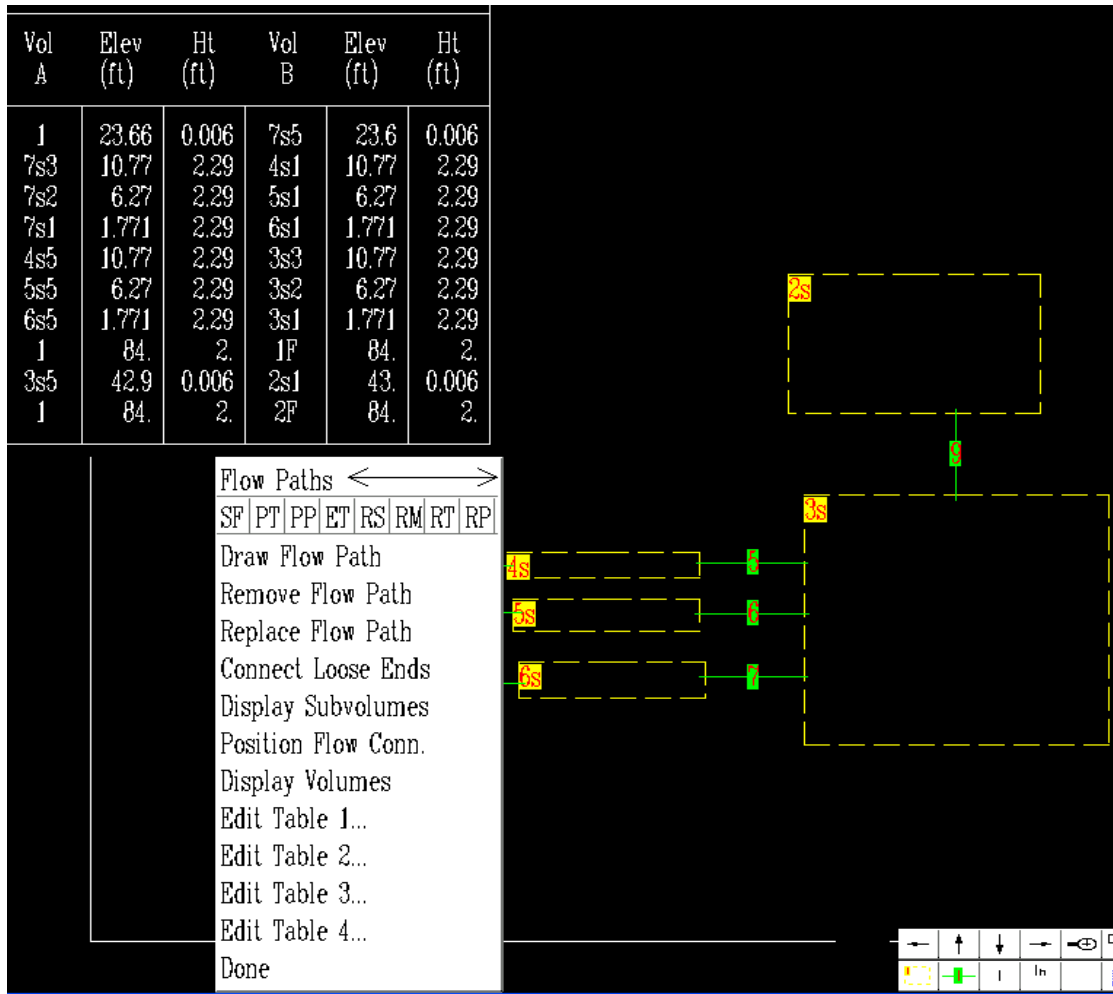 Vol Elev Ht Vol Elev Ht
A (ft) (ft) B (ft) (ft)
1 23.66 0.006 7s5 23.6 0.006
7s3 10.77 2.29 4s1 10.77 2.29
7s2 6.27 2.29 5s1 6.27 2.29
7s1 1.771 2.29 6s1 1.771 2.29
4s5 10.77 2.29 3s3 10.77 2.29
5s5 6.27 2.29 3s2 6.27 2.29
6s5 1.771 2.29 3s1 1.771 2.29
1 84. 2. 1F 84. 2.
3s5 42.9 0.006 2s1 43. 0.006
1 84. 2. 2F 84. 2.
2s
9
3s
4s
5
5s
6
6s
7
Flow Paths
SF PT PP ET RS RM RT RP
Draw Flow Path
Remove Flow Path
Replace Flow Path
Connect Loose Ends
Display Subvolumes
Position Flow Conn.
Display Volumes
Edit Table 1...
Edit Table 2...
Edit Table 3...
Edit Table 4...
Done
1 1 I In